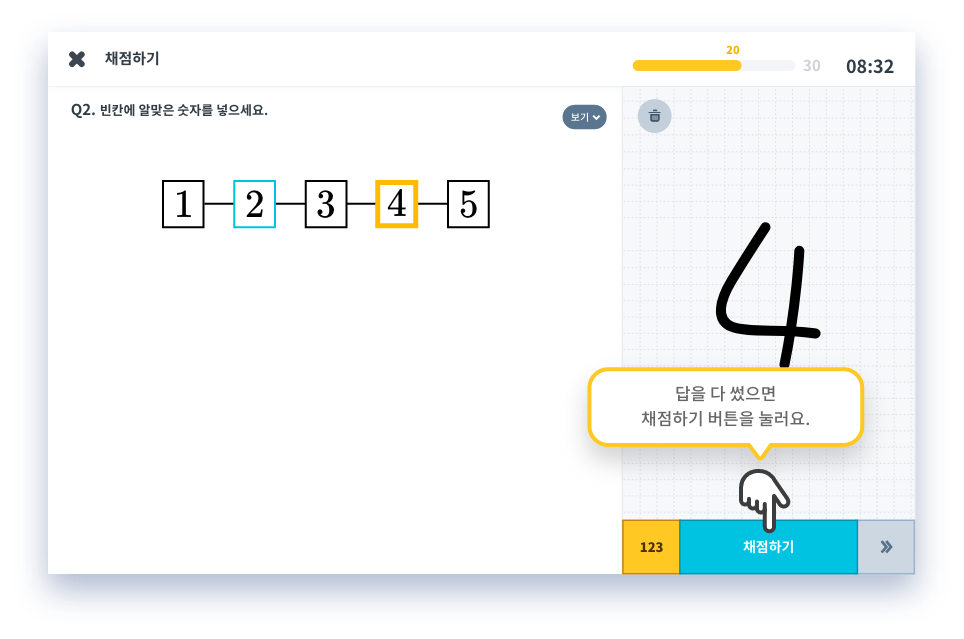 채점하기
20
30
08:32
Q2. 빈칸에 알맞은 숫자를 넣으세요.
보기
1 2 3 4 5
4
답을 다 썼으면
채점하기 버튼을 눌러요.
123
채점하기